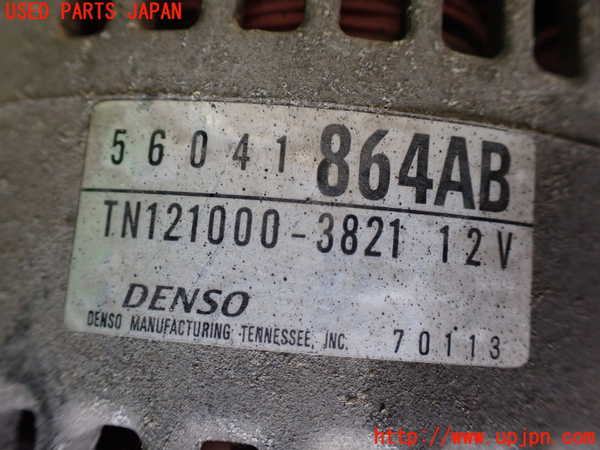 USED PARTS JAPAN
56041 864AB
TN121000-3821 12V
DENSO
DENSO MANUFACTURING TENNESSEE, INC. 70113
http://www.upjpn.com/